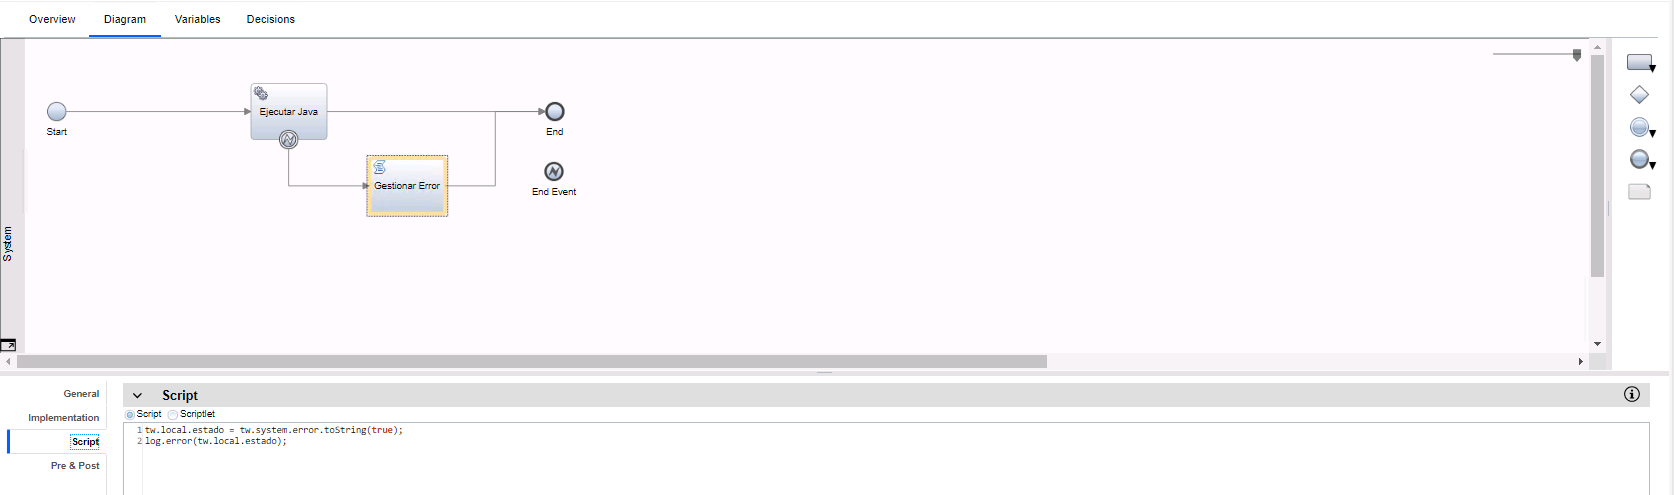 Overview Diagram Variables Decisions
Start
Ejecutar Java
End
Gestionar Error
End Event
System
General
Implementation
Script
Pre & Post
Script
Script Scriptlet
1 tw.local.estado = tw.system.error.toString(true);
2 log.error(tw.local.estado);